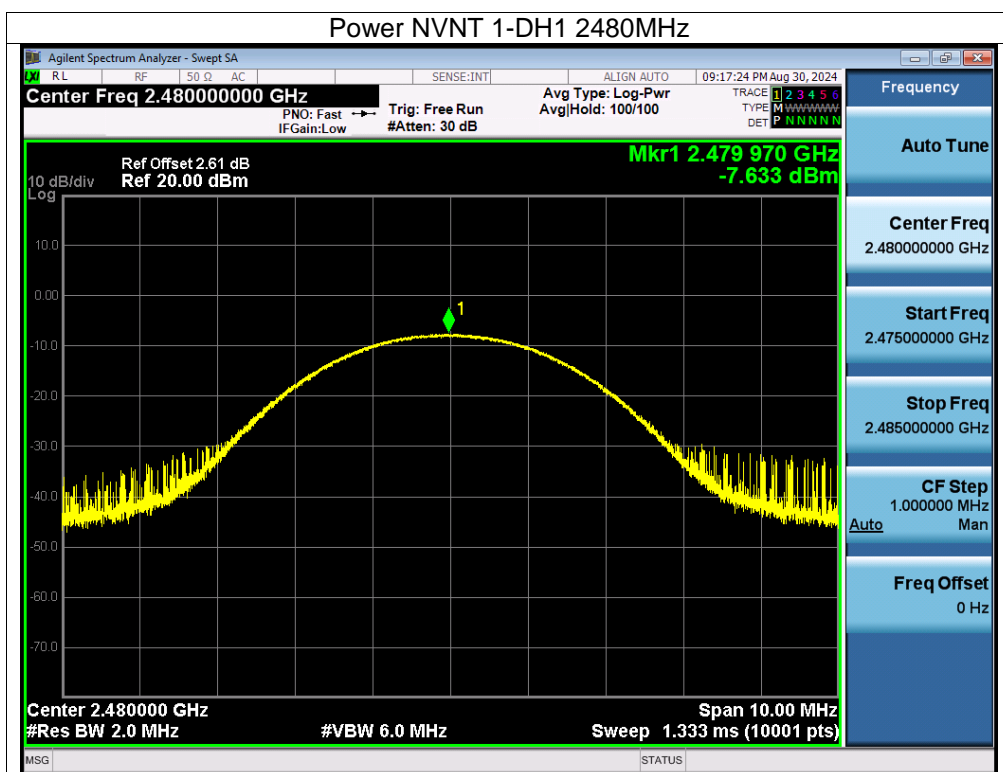 Power NVNT 1-DH1 2480MHz
Agilent Spectrum Analyzer - Swept SA
LXI RL RF 50 Ω AC SENSE:INT ALIGN AUTO 09:17:24 PM Aug 30, 2024
Center Freq 2.480000000 GHz
PNO: Fast
IFGain:Low
Trig: Free Run
#Atten: 30 dB
Avg Type: Log-Pwr
Avg|Hold: 100/100
TRACE 1 2 3 4 5 6
TYPE M WWWWW
DET P N N N N N
Mkr1 2.479 970 GHz
-7.633 dBm
Ref Offset 2.61 dB
10 dB/div Ref 20.00 dBm
Log
10.0
0.00
-10.0
-20.0
-30.0
-40.0
-50.0
-60.0
-70.0
1
Center 2.480000 GHz Span 10.00 MHz
#Res BW 2.0 MHz #VBW 6.0 MHz Sweep 1.333 ms (10001 pts)
MSG STATUS
Frequency
Auto Tune
Center Freq
2.480000000 GHz
Start Freq
2.475000000 GHz
Stop Freq
2.485000000 GHz
CF Step
1.000000 MHz
Auto Man
Freq Offset
0 Hz